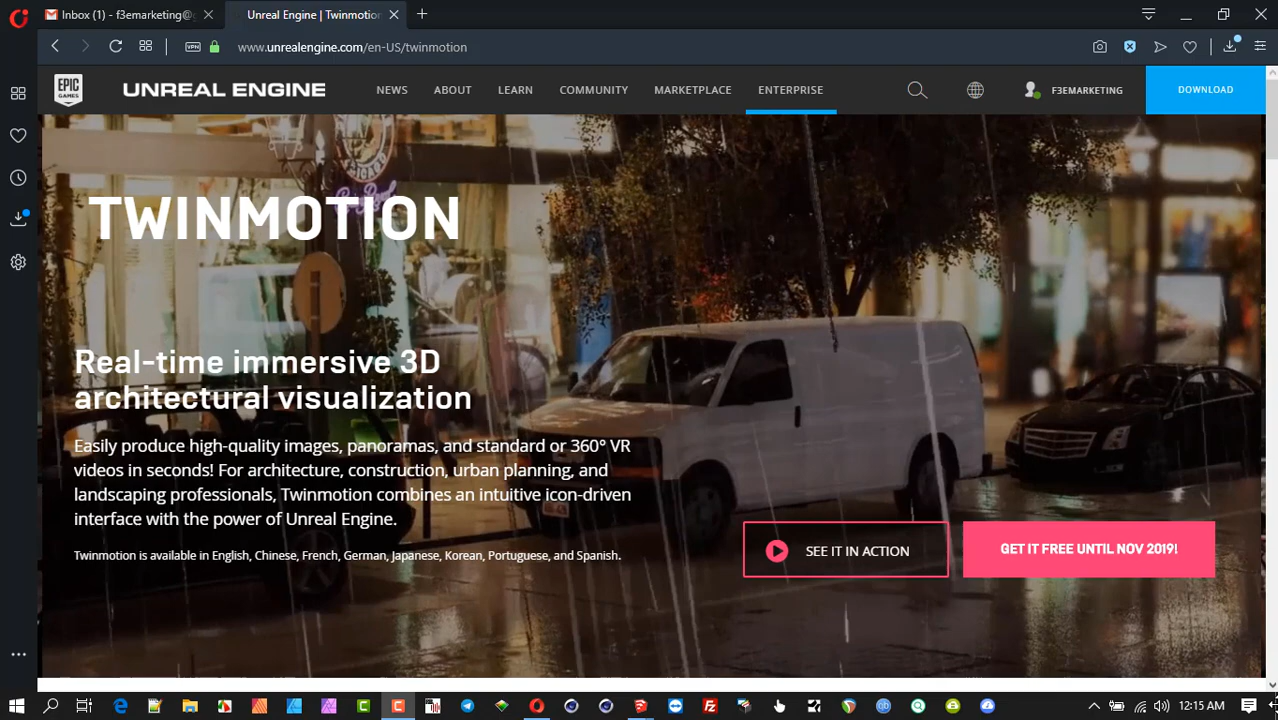 Inbox (1) - f3emarketing@g
Unreal Engine | Twinmotion
VPN
www.unrealengine.com/en-US/twinmotion
EPIC GAMES
UNREAL ENGINE
NEWS
ABOUT
LEARN
COMMUNITY
MARKETPLACE
ENTERPRISE
F3EMARKETING
DOWNLOAD
CHICAGO
TWINMOTION
Real-time immersive 3D
architectural visualization
Easily produce high-quality images, panoramas, and standard or 360° VR
videos in seconds! For architecture, construction, urban planning, and
landscaping professionals, Twinmotion combines an intuitive icon-driven
interface with the power of Unreal Engine.
Twinmotion is available in English, Chinese, French, German, Japanese, Korean, Portuguese, and Spanish.
SEE IT IN ACTION
GET IT FREE UNTIL NOV 2019!
12:15 AM